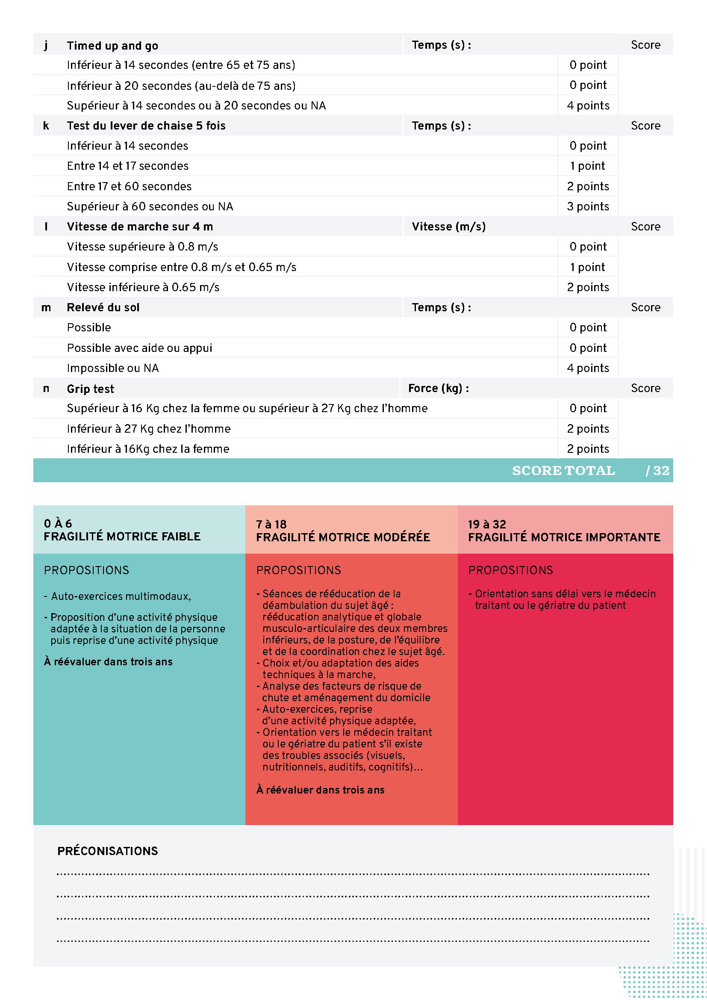 j Timed up and go Temps (s) : Score
Inférieur à 14 secondes (entre 65 et 75 ans) 0 point
Inférieur à 20 secondes (au-delà de 75 ans) 0 point
Supérieur à 14 secondes ou à 20 secondes ou NA 4 points
k Test du lever de chaise 5 fois Temps (s) : Score
Inférieur à 14 secondes 0 point
Entre 14 et 17 secondes 1 point
Entre 17 et 60 secondes 2 points
Supérieur à 60 secondes ou NA 3 points
l Vitesse de marche sur 4 m Vitesse (m/s) Score
Vitesse supérieure à 0.8 m/s 0 point
Vitesse comprise entre 0.8 m/s et 0.65 m/s 1 point
Vitesse inférieure à 0.65 m/s 2 points
m Relevé du sol Temps (s) : Score
Possible 0 point
Possible avec aide ou appui 0 point
Impossible ou NA 4 points
n Grip test Force (kg) : Score
Supérieur à 16 Kg chez la femme ou supérieur à 27 Kg chez l’homme 0 point
Inférieur à 27 Kg chez l’homme 2 points
Inférieur à 16Kg chez la femme 2 points
SCORE TOTAL / 32
0 À 6
FRAGILITÉ MOTRICE FAIBLE
PROPOSITIONS
- Auto-exercices multimodaux,
- Proposition d’une activité physique
adaptée à la situation de la personne
puis reprise d’une activité physique
À réévaluer dans trois ans
7 à 18
FRAGILITÉ MOTRICE MODÉRÉE
PROPOSITIONS
- Séances de rééducation de la
déambulation du sujet âgé :
rééducation analytique et globale
musculo-articulaire des deux membres
inférieurs, de la posture, de l’équilibre
et de la coordination chez le sujet âgé.
- Choix et/ou adaptation des aides
techniques à la marche,
- Analyse des facteurs de risque de
chute et aménagement du domicile
- Auto-exercices, reprise
d’une activité physique adaptée,
- Orientation vers le médecin traitant
ou le gériatre du patient s’il existe
des troubles associés (visuels,
nutritionnels, auditifs, cognitifs)...
À réévaluer dans trois ans
19 à 32
FRAGILITÉ MOTRICE IMPORTANTE
PROPOSITIONS
- Orientation sans délai vers le médecin
traitant ou le gériatre du patient
PRÉCONISATIONS